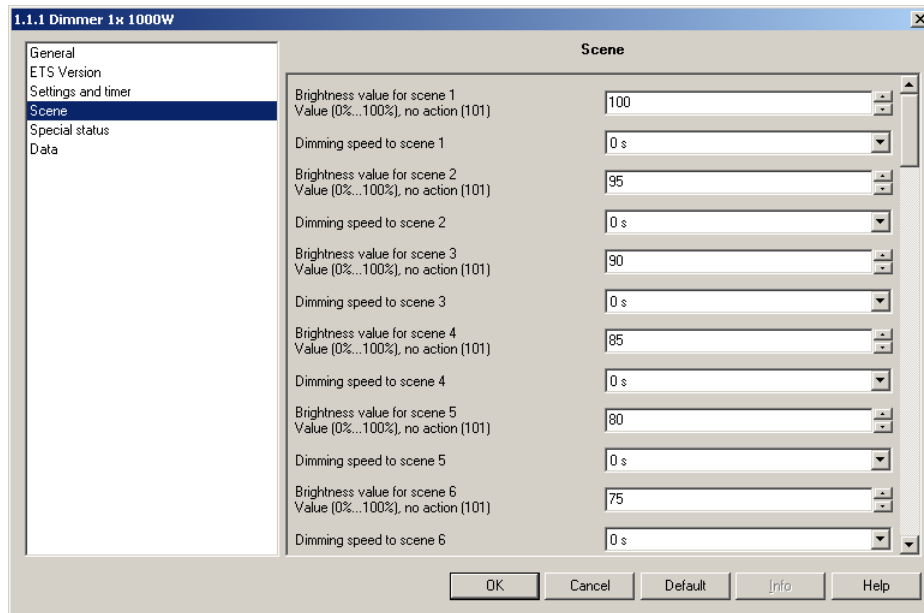 1.1.1 Dimmer 1x 1000W
General
ETS Version
Settings and timer
Scene
Special status
Data
Scene
Brightness value for scene 1
Value (0%...100%), no action (101)
100
Dimming speed to scene 1
0 s
Brightness value for scene 2
Value (0%...100%), no action (101)
95
Dimming speed to scene 2
0 s
Brightness value for scene 3
Value (0%...100%), no action (101)
90
Dimming speed to scene 3
0 s
Brightness value for scene 4
Value (0%...100%), no action (101)
85
Dimming speed to scene 4
0 s
Brightness value for scene 5
Value (0%...100%), no action (101)
80
Dimming speed to scene 5
0 s
Brightness value for scene 6
Value (0%...100%), no action (101)
75
Dimming speed to scene 6
0 s
OK
Cancel
Default
Info
Help